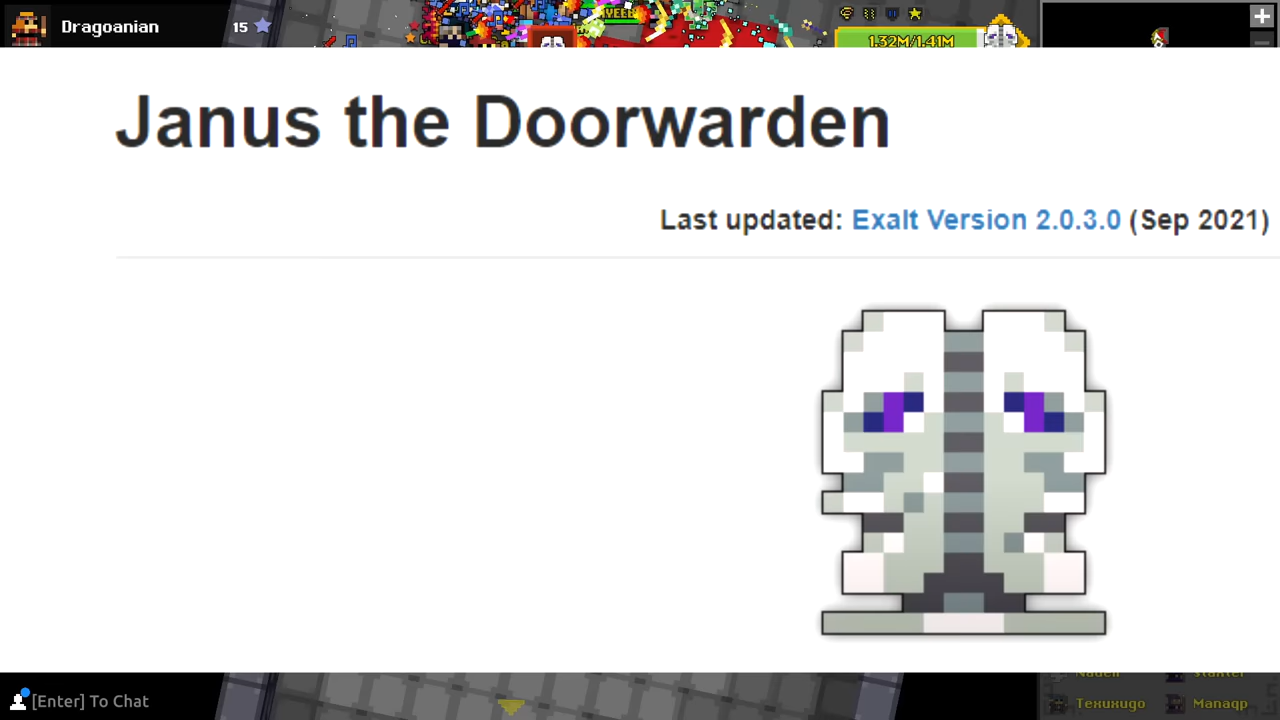 Dragoanian
15
1.32M/1.41M
Janus the Doorwarden
Last updated: Exalt Version 2.0.3.0 (Sep 2021)
[Enter] To Chat
Texuxugo
Manaqp